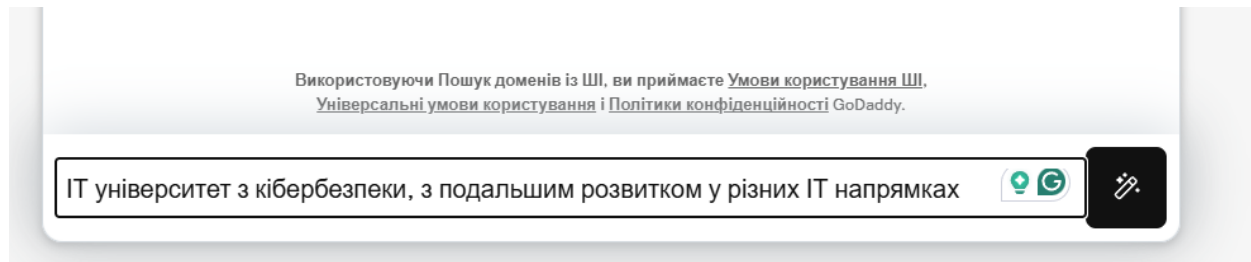 Використовуючи Пошук доменів із ШІ, ви приймаєте Умови користування ШІ,
Універсальні умови користування і Політики конфіденційності GoDaddy.
ІТ університет з кібербезпеки, з подальшим розвитком у різних ІТ напрямках